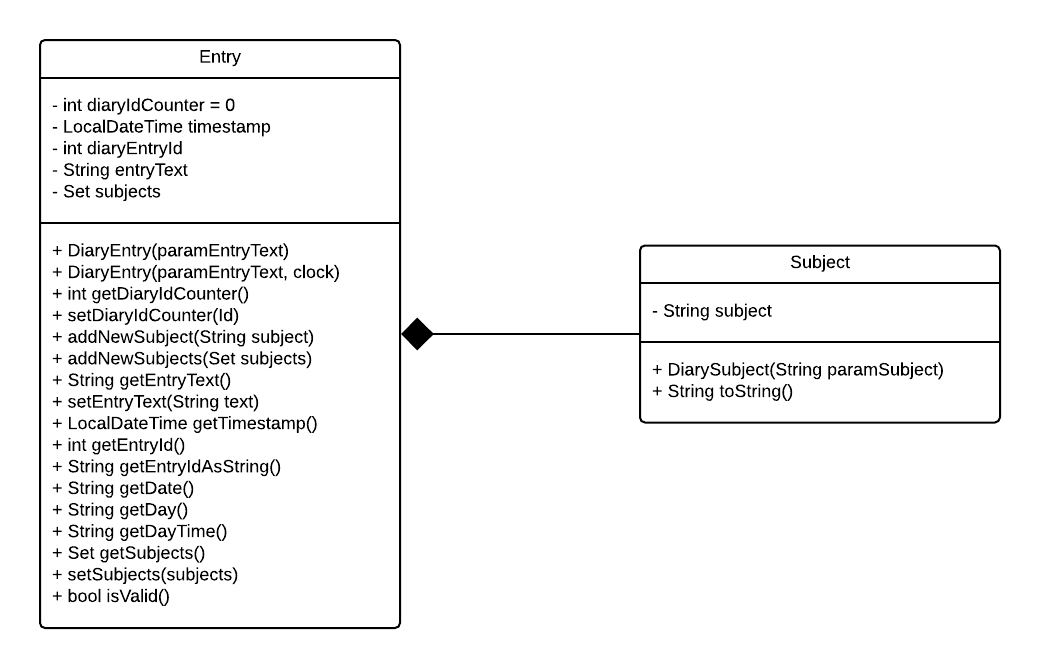 Entry
- int diaryIdCounter = 0
- LocalDateTime timestamp
- int diaryEntryId
- String entryText
- Set subjects
+ DiaryEntry(paramEntryText)
+ DiaryEntry(paramEntryText, clock)
+ int getDiaryIdCounter()
+ setDiaryIdCounter(Id)
+ addNewSubject(String subject)
+ addNewSubjects(Set subjects)
+ String getEntryText()
+ setEntryText(String text)
+ LocalDateTime getTimestamp()
+ int getEntryId()
+ String getEntryIdAsString()
+ String getDate()
+ String getDay()
+ String getDayTime()
+ Set getSubjects()
+ setSubjects(subjects)
+ bool isValid()
Subject
- String subject
+ DiarySubject(String paramSubject)
+ String toString()